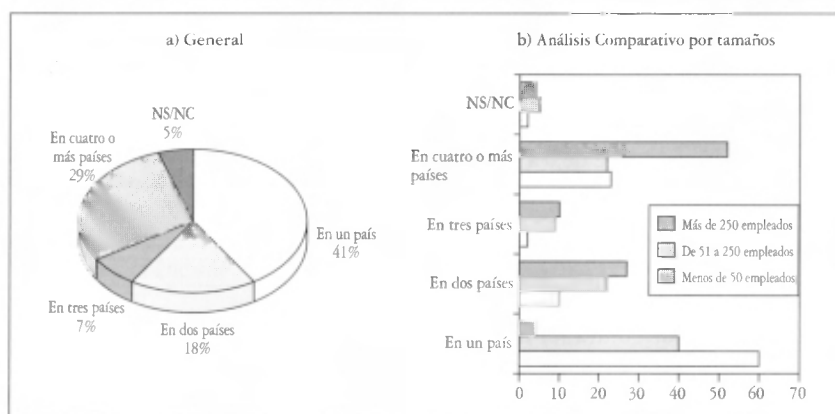 a) General
NS/NC
5%
En cuatro o
más países
29%
En un país
41%
En tres países
7%
En dos países
18%
b) Análisis Comparativo por tamaños
NS/NC
En cuatro o más
países
En tres países
En dos países
En un país
Más de 250 empleados
De 51 a 250 empleados
Menos de 50 empleados
0 10 20 30 40 50 60 70